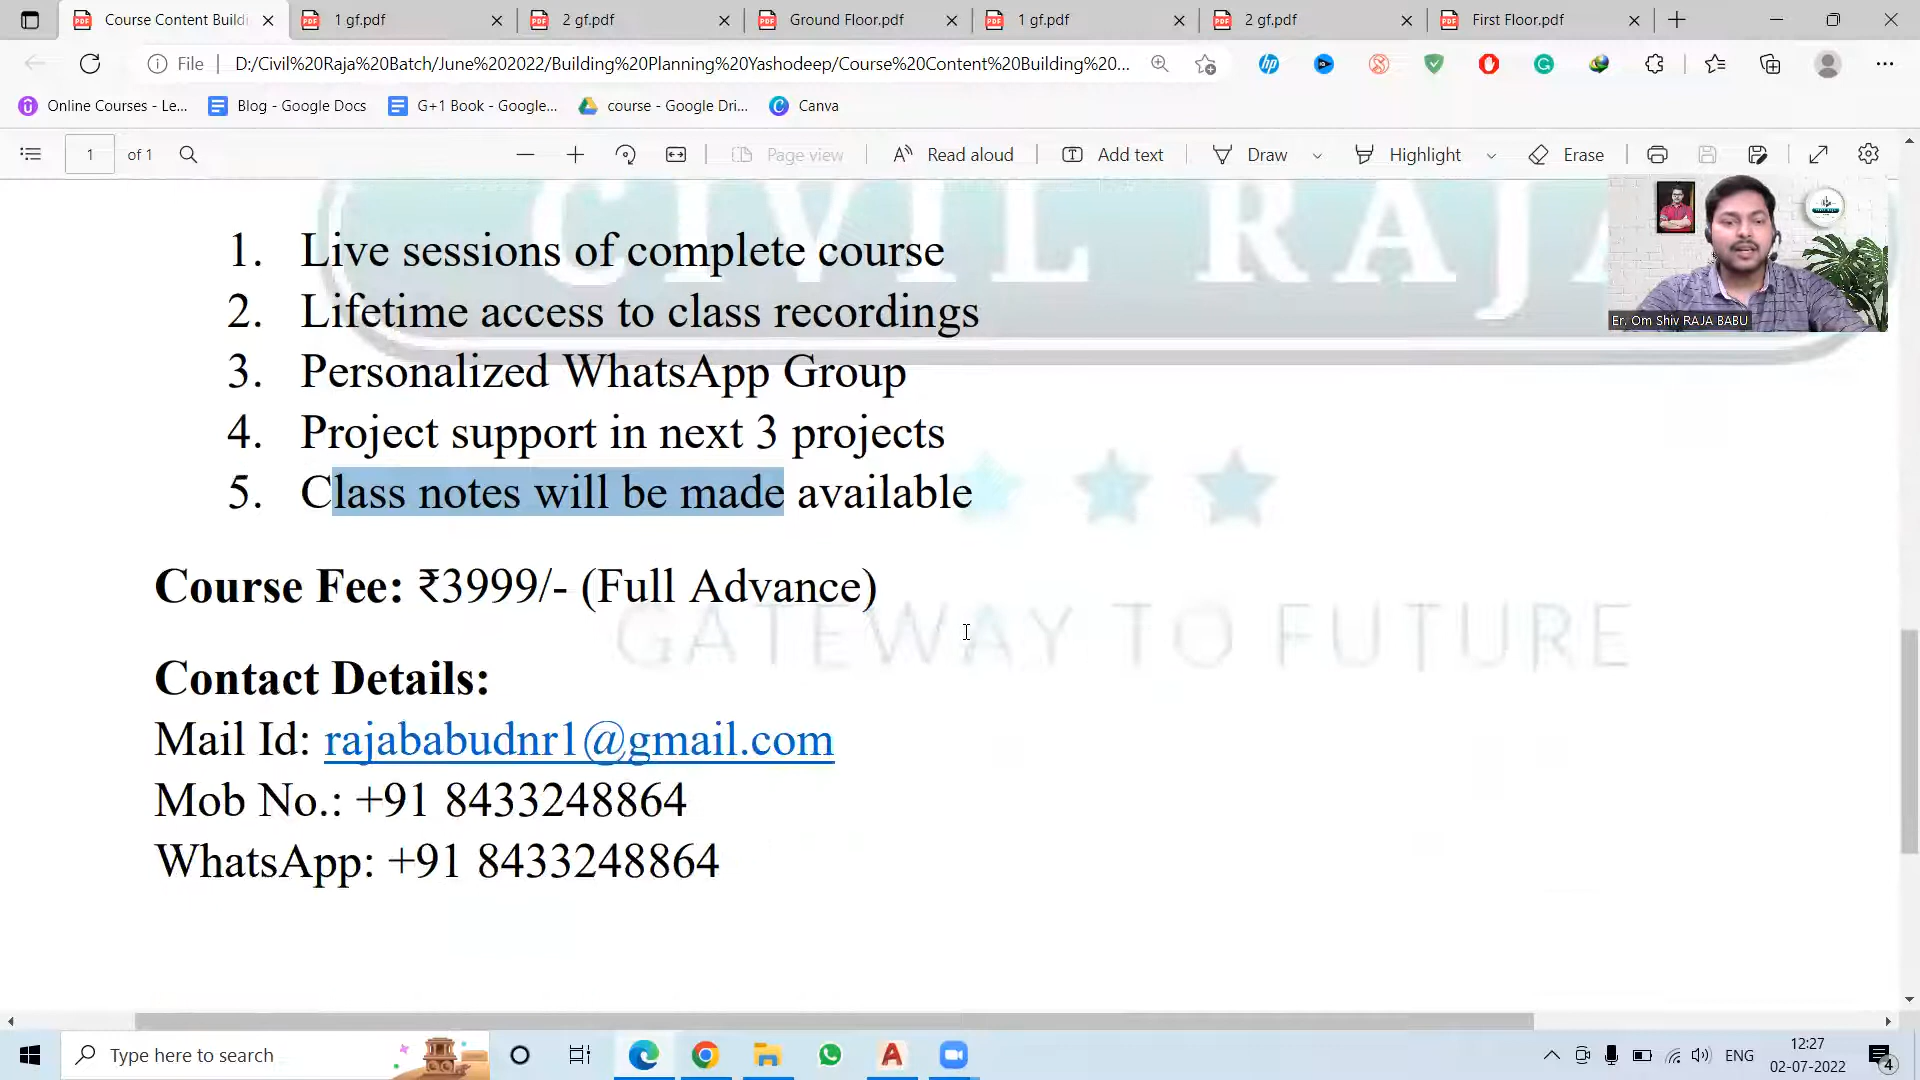 Course Content Buildi
1 gf.pdf
2 gf.pdf
Ground Floor.pdf
1 gf.pdf
2 gf.pdf
First Floor.pdf
File
D:/Civil%20Raja%20Batch/June%202022/Building%20Planning%20Yashodeep/Course%20Content%20Building%20...
Online Courses - Le...
Blog - Google Docs
G+1 Book - Google...
course - Google Dri...
Canva
1 of 1
Page view
Read aloud
Add text
Draw
Highlight
Erase
CIVIL RAJA
Er. Om Shiv RAJA BABU
1. Live sessions of complete course
2. Lifetime access to class recordings
3. Personalized WhatsApp Group
4. Project support in next 3 projects
5. Class notes will be made available
Course Fee: ₹3999/- (Full Advance)
GATEWAY TO FUTURE
Contact Details:
Mail Id: rajababudnr1@gmail.com
Mob No.: +91 8433248864
WhatsApp: +91 8433248864
Type here to search
ENG
12:27
02-07-2022
4